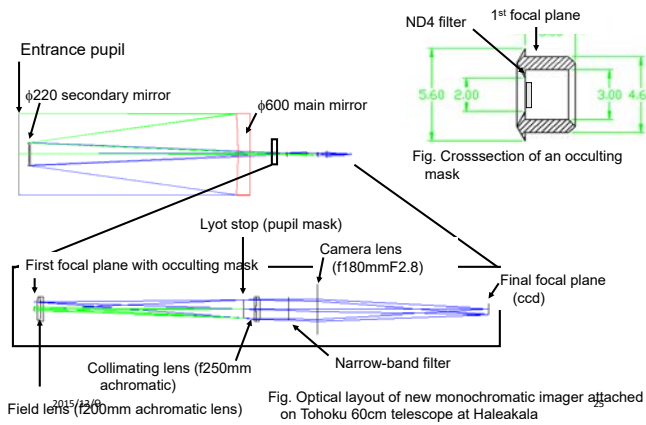 ND4 filter
1st focal plane
Entrance pupil
ϕ220 secondary mirror
ϕ600 main mirror
5.60
2.00
3.00
4.6
Fig. Crosssection of an occulting
mask
Lyot stop (pupil mask)
Camera lens
(f180mmF2.8)
First focal plane with occulting mask
Final focal plane
(ccd)
Narrow-band filter
Collimating lens (f250mm
achromatic)
2015/12/9
Field lens (f200mm achromatic lens)
Fig. Optical layout of new monochromatic imager attached
on Tohoku 60cm telescope at Haleakala